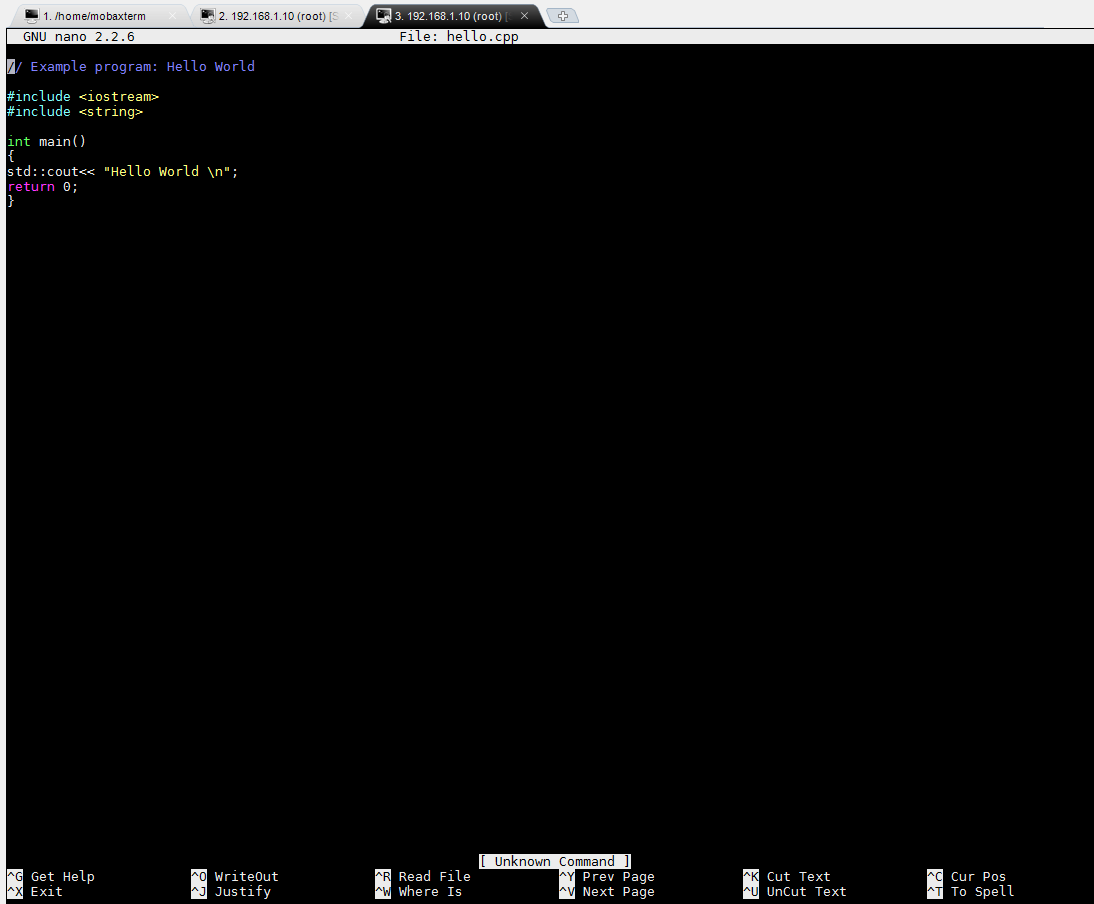 1. /home/mobaxterm 2. 192.168.1.10 (root) [S 3. 192.168.1.10 (root) [
GNU nano 2.2.6 File: hello.cpp
// Example program: Hello World
#include <iostream>
#include <string>
int main()
{
std::cout<< "Hello World \n";
return 0;
}
[ Unknown Command ]
^G Get Help ^O WriteOut ^R Read File ^Y Prev Page ^K Cut Text ^C Cur Pos
^X Exit ^J Justify ^W Where Is ^V Next Page ^U UnCut Text ^T To Spell